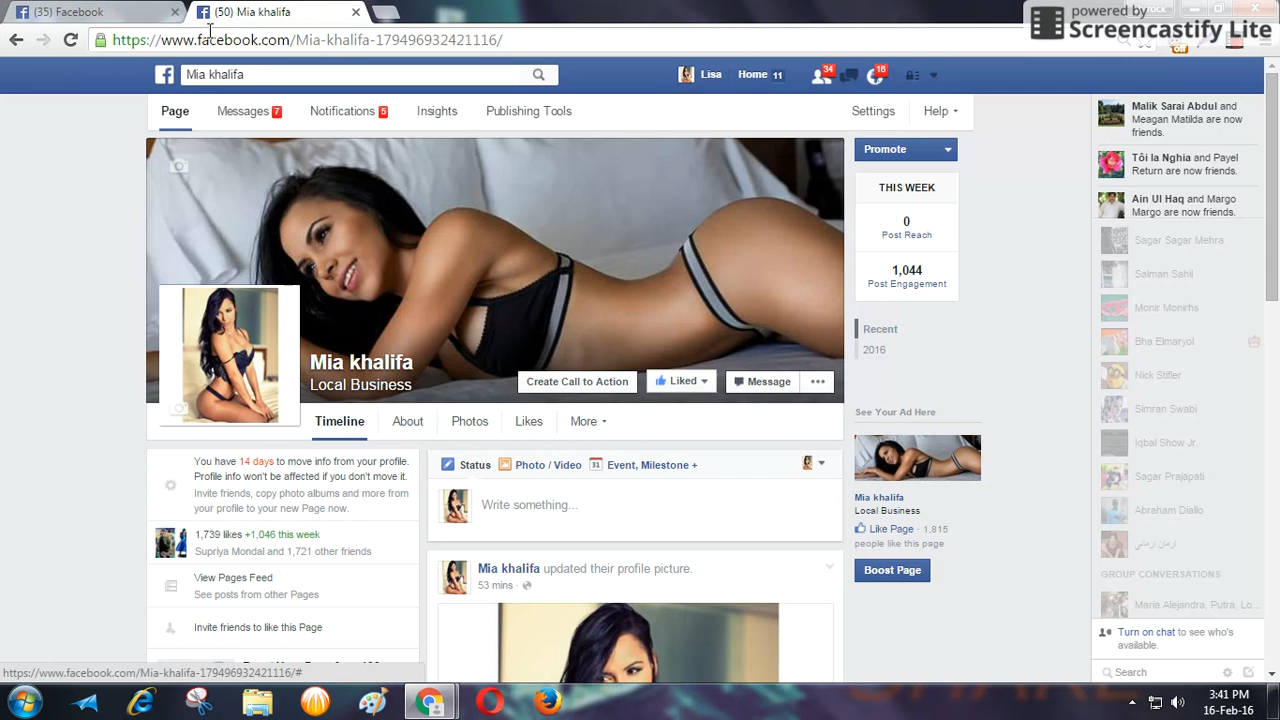 (35) Facebook
(50) Mia khalifa
powered by
Screencastify Lite
https://www.facebook.com/Mia-khalifa-179496932421116/
off
Mia khalifa
Lisa
Home 11
34
16
Page
Messages 7
Notifications 5
Insights
Publishing Tools
Settings
Help
Mia khalifa
Local Business
Create Call to Action
Liked
Message
Timeline
About
Photos
Likes
More
Promote
THIS WEEK
0
Post Reach
1,044
Post Engagement
Recent
2016
See Your Ad Here
Mia khalifa
Local Business
Like Page · 1,815
people like this page
Boost Page
You have 14 days to move info from your profile.
Profile info won't be affected if you don't move it.
Invite friends, copy photo albums and more from
your profile to your new Page now.
1,739 likes +1,046 this week
Supriya Mondal and 1,721 other friends
View Pages Feed
See posts from other Pages
Invite friends to like this Page
Status
Photo / Video
31
Event, Milestone +
Write something...
Mia khalifa updated their profile picture.
53 mins ·
Malik Sarai Abdul and
Meagan Matilda are now
friends.
Tôi la Nghia and Payel
Return are now friends.
Ain Ul Haq and Margo
Margo are now friends.
Sagar Sagar Mehra
Salman Sahil
Monir Monirhs
Bha Elmaryol
Nick Stifler
Simran Swabi
Iqbal Show Jr.
Sagar Prajapati
Abraham Diallo
ارمان ارمانی
GROUP CONVERSATIONS
Maria Alejandra, Putra, Lo...
Turn on chat to see who's
available.
Search
https://www.facebook.com/Mia-khalifa-179496932421116/#
3:41 PM
16-Feb-16